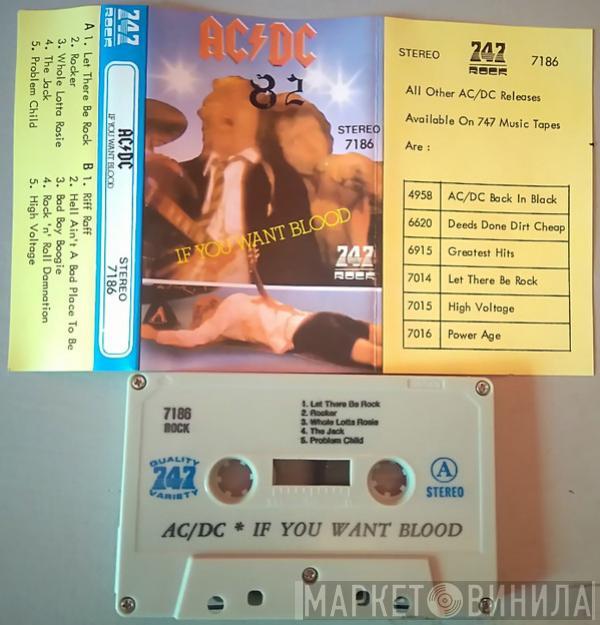 747
ROCK
A 1. Let There Be Rock
2. Rocker
3. Whole Lotta Rosie
4. The Jack
5. Problem Child
B 1. Riff Raff
2. Hell Ain't A Bad Place To Be
3. Bad Boy Boogie
4. Rock 'n' Roll Damnation
5. High Voltage
AC/DC
IF YOU WANT BLOOD
STEREO
7186
AC/DC
82
STEREO
7186
IF YOU WANT BLOOD
747
ROCK
STEREO 747 ROCK 7186
All Other AC/DC Releases
Available On 747 Music Tapes
Are :
4958 AC/DC Back In Black
6620 Deeds Done Dirt Cheap
6915 Greatest Hits
7014 Let There Be Rock
7015 High Voltage
7016 Power Age
7186
ROCK
1. Let There Be Rock
2. Rocker
3. Whole Lotta Rosie
4. The Jack
5. Problem Child
QUALITY
747
VARIETY
A
STEREO
AC/DC * IF YOU WANT BLOOD
МАРКЕТ ВИНИЛА